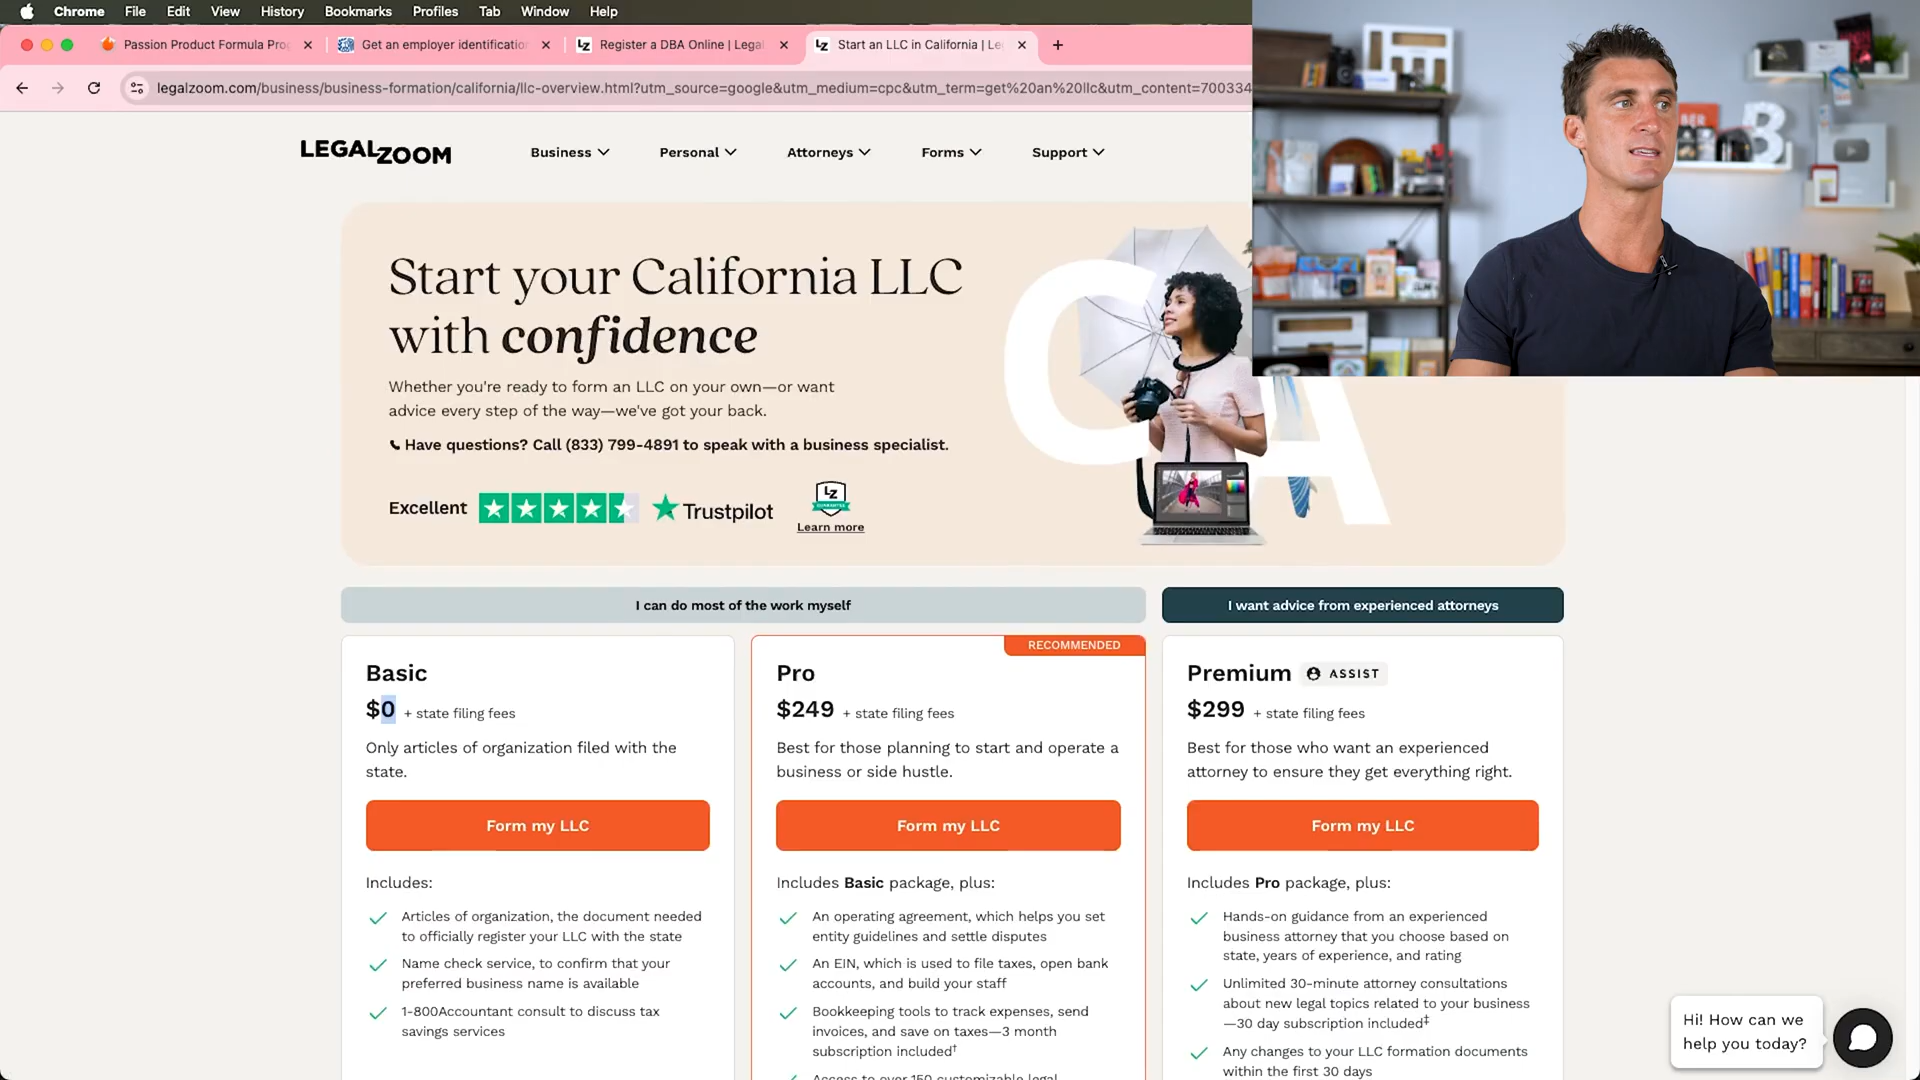 Chrome File Edit View History Bookmarks Profiles Tab Window Help
Passion Product Formula Pro
Get an employer identificatio
Register a DBA Online | Legal
Start an LLC in California | Le
legalzoom.com/business/business-formation/california/llc-overview.html?utm_source=google&utm_medium=cpc&utm_term=get%20an%20llc&utm_content=700334
LEGALZOOM
Business Personal Attorneys Forms Support
Start your California LLC
with confidence
Whether you're ready to form an LLC on your own—or want
advice every step of the way—we've got your back.
Have questions? Call (833) 799-4891 to speak with a business specialist.
Excellent
Trustpilot
LZ
GUARANTEE
Learn more
CA
I can do most of the work myself
I want advice from experienced attorneys
Basic
$0 + state filing fees
Only articles of organization filed with the
state.
Form my LLC
Includes:
Articles of organization, the document needed
to officially register your LLC with the state
Name check service, to confirm that your
preferred business name is available
1-800Accountant consult to discuss tax
savings services
RECOMMENDED
Pro
$249 + state filing fees
Best for those planning to start and operate a
business or side hustle.
Form my LLC
Includes Basic package, plus:
An operating agreement, which helps you set
entity guidelines and settle disputes
An EIN, which is used to file taxes, open bank
accounts, and build your staff
Bookkeeping tools to track expenses, send
invoices, and save on taxes—3 month
subscription included†
Access to over 150 customizable legal
Premium ASSIST
$299 + state filing fees
Best for those who want an experienced
attorney to ensure they get everything right.
Form my LLC
Includes Pro package, plus:
Hands-on guidance from an experienced
business attorney that you choose based on
state, years of experience, and rating
Unlimited 30-minute attorney consultations
about new legal topics related to your business
—30 day subscription included‡
Any changes to your LLC formation documents
within the first 30 days
Hi! How can we
help you today?